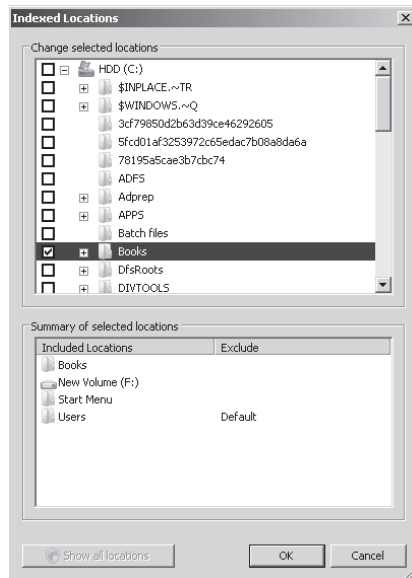 Indexed Locations
Change selected locations
HDD (C:)
$INPLACE.~TR
$WINDOWS.~Q
3cf79850d2b63d39ce46292605
5fcd01af3253972c65edac7b08a8da6a
78195a5cae3b7cbc74
ADFS
Adprep
APPS
Batch files
Books
DfsRoots
DIVTOOLS
Summary of selected locations
Included Locations Exclude
Books
New Volume (F:)
Start Menu
Users Default
Show all locations OK Cancel